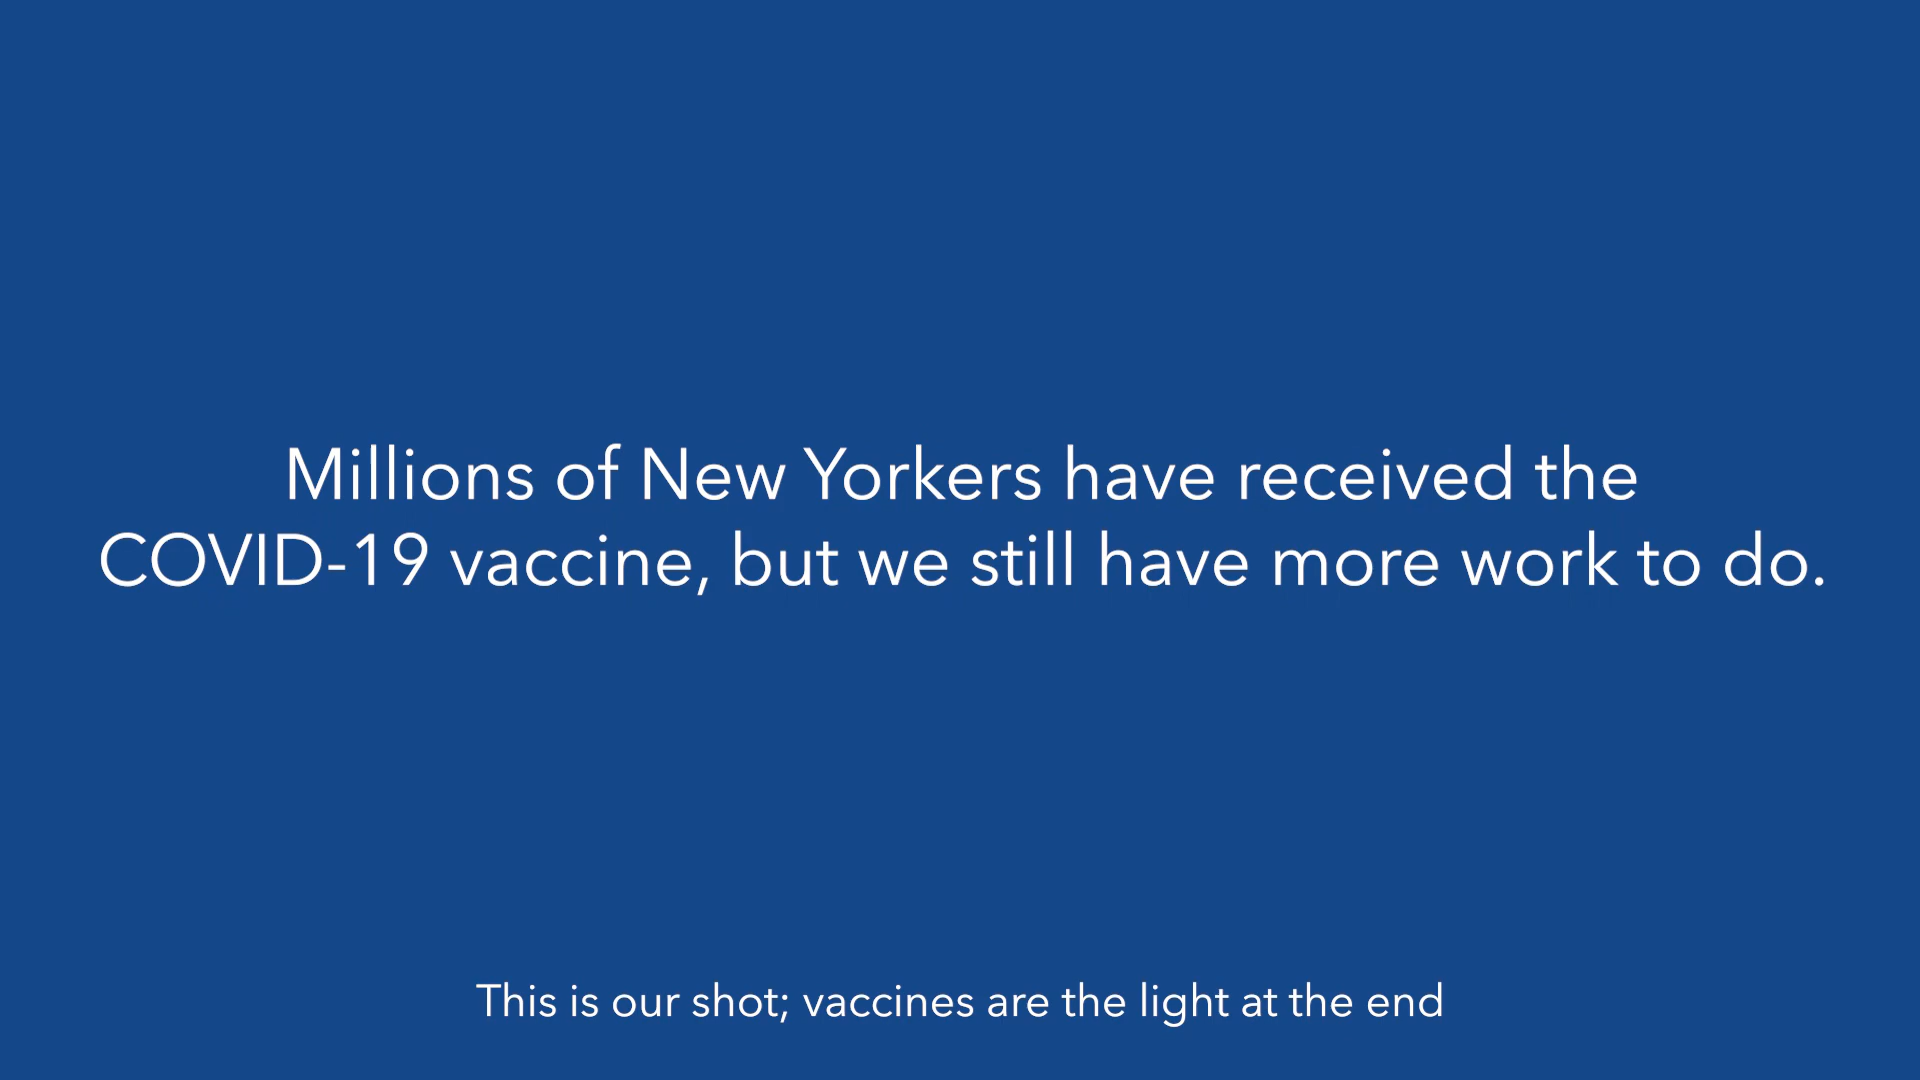 Millions of New Yorkers have received the
COVID-19 vaccine, but we still have more work to do.
This is our shot; vaccines are the light at the end